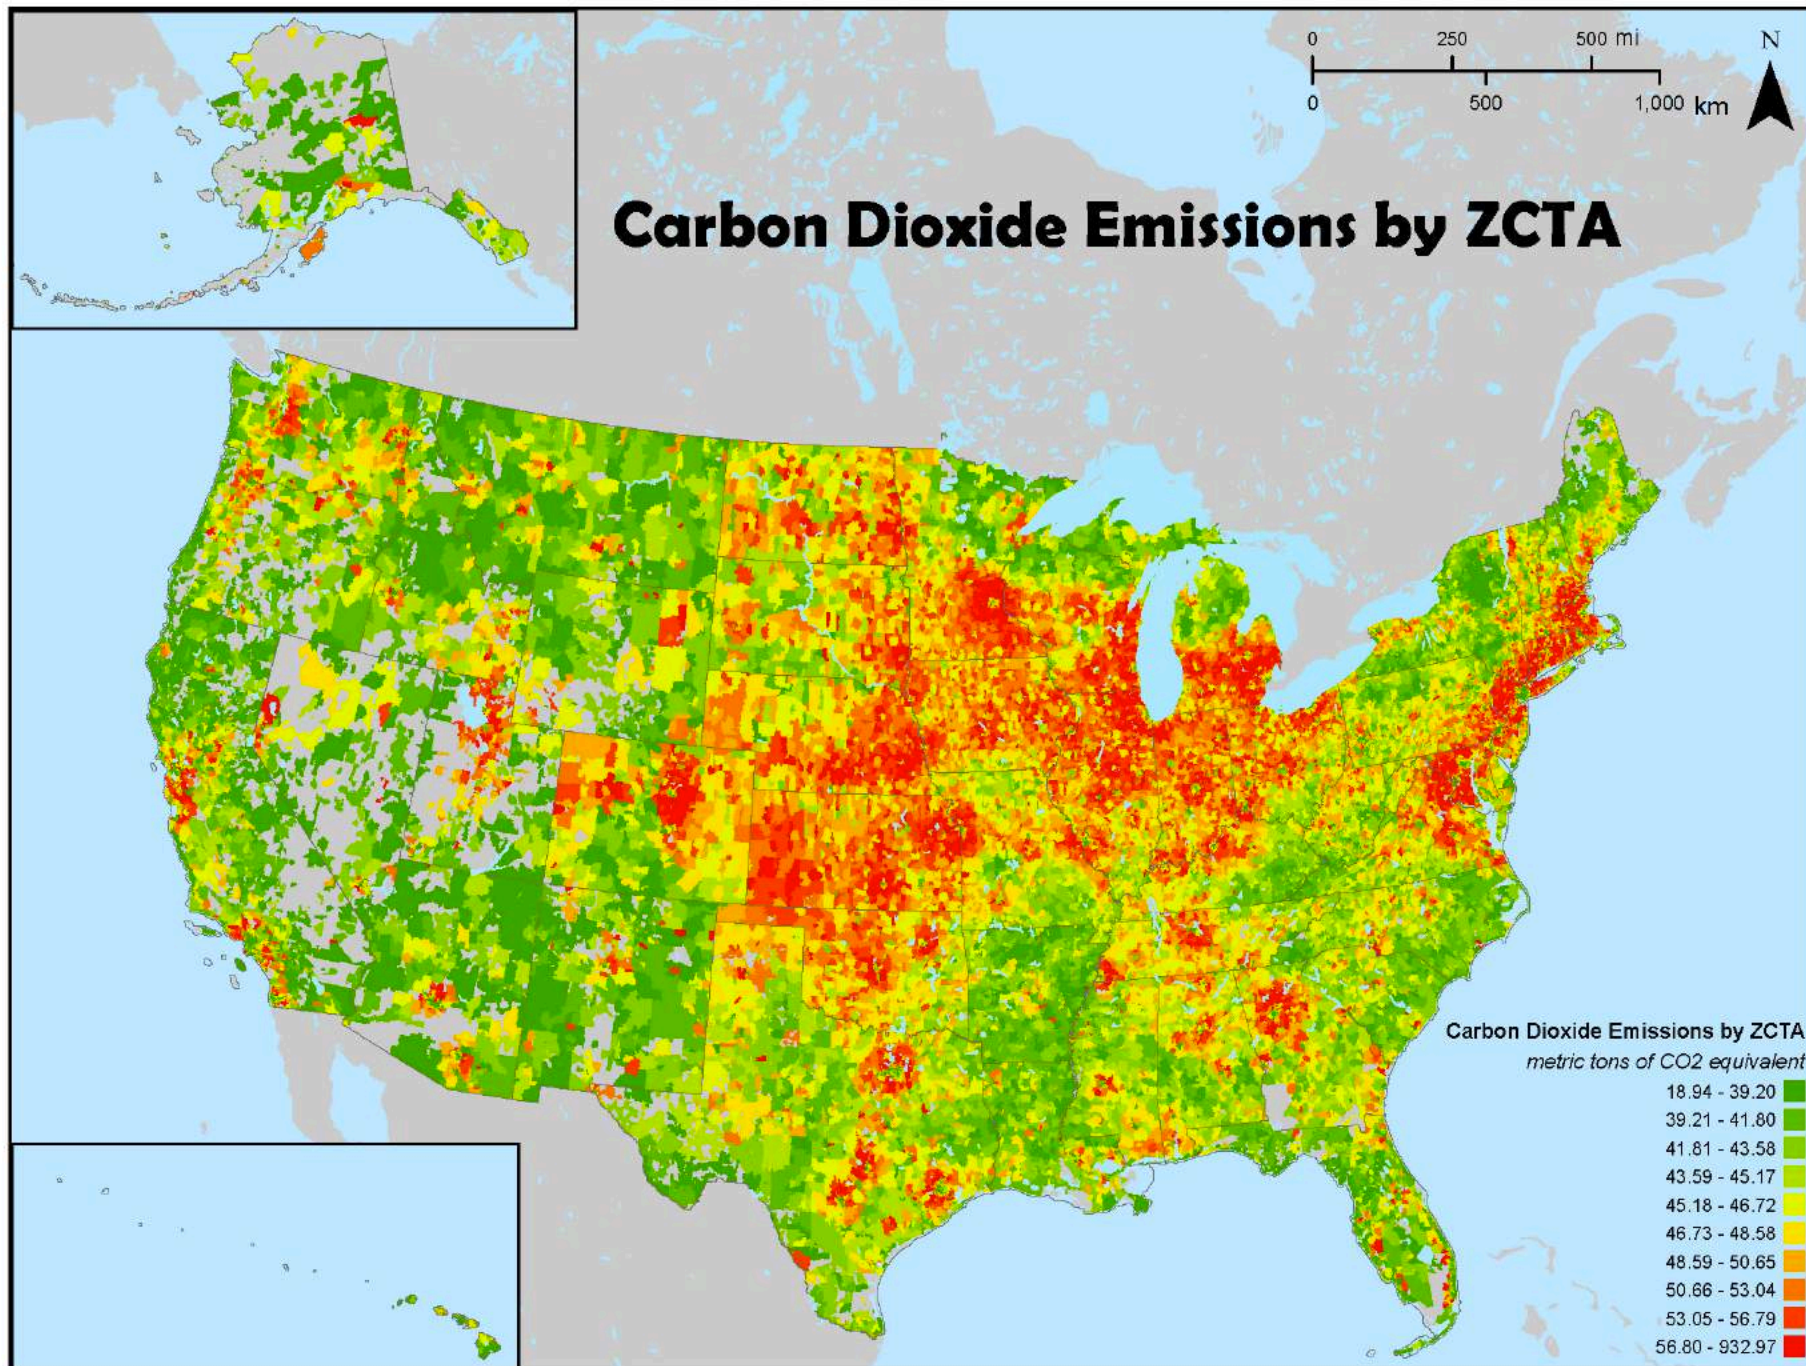 0 250 500 mi
0 500 1,000 km
N
Carbon Dioxide Emissions by ZCTA
Carbon Dioxide Emissions by ZCTA
metric tons of CO2 equivalent
18.94 - 39.20
39.21 - 41.80
41.81 - 43.58
43.59 - 45.17
45.18 - 46.72
46.73 - 48.58
48.59 - 50.65
50.66 - 53.04
53.05 - 56.79
56.80 - 932.97